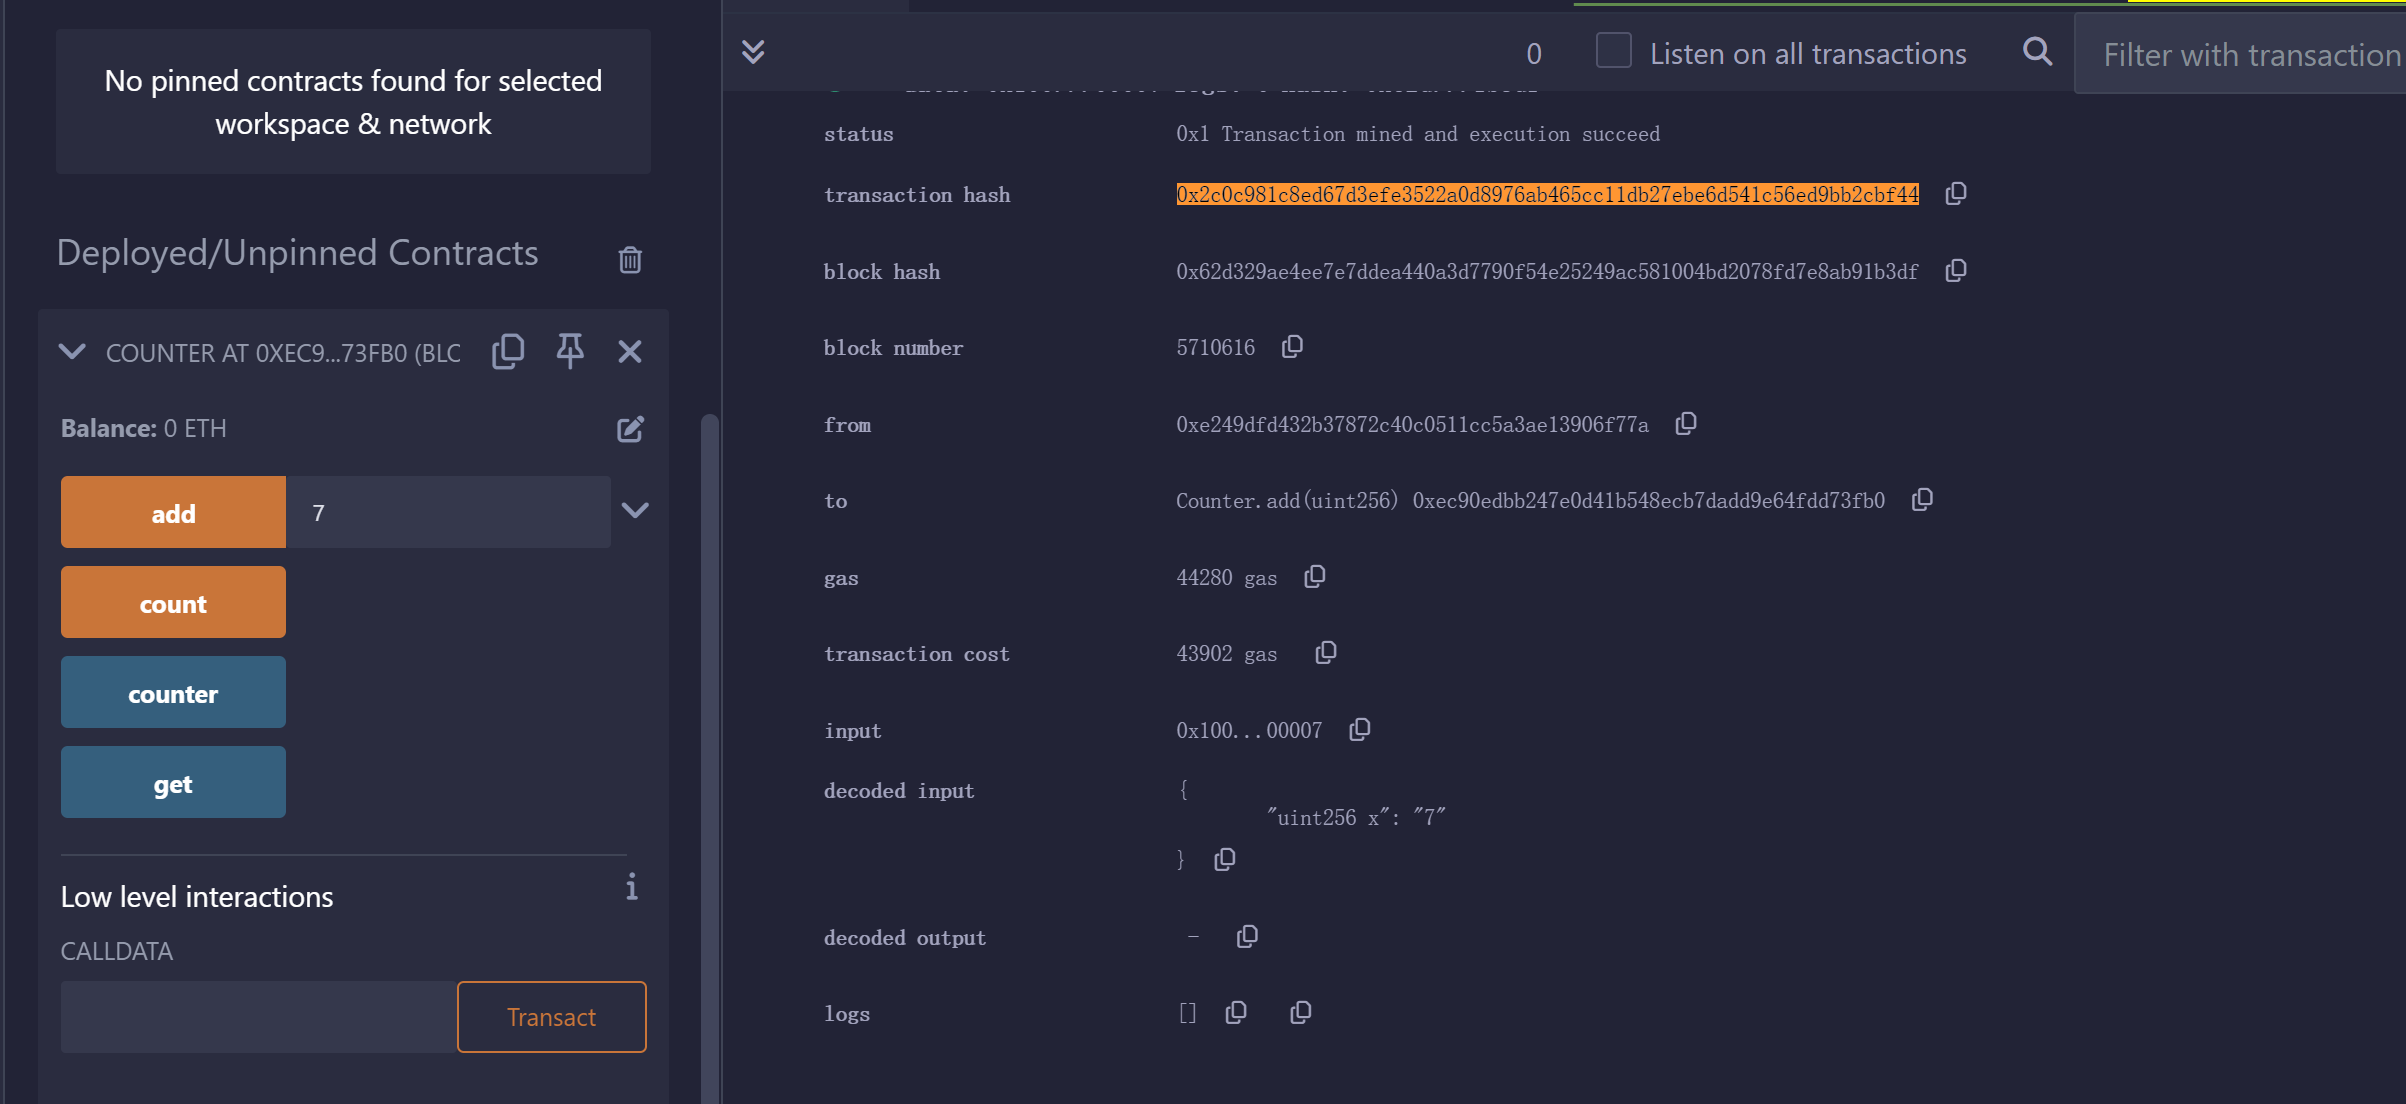 No pinned contracts found for selected
workspace & network
Deployed/Unpinned Contracts
COUNTER AT 0XEC9...73FB0 (BLC
Balance: 0 ETH
add
7
count
counter
get
Low level interactions
i
CALLDATA
Transact
0
Listen on all transactions
Filter with transaction
status 0x1 Transaction mined and execution succeed
transaction hash 0x2c0c981c8ed67d3efe3522a0d8976ab465cc11db27ebe6d541c56ed9bb2cbf44
block hash 0x62d329ae4ee7e7ddea440a3d7790f54e25249ac581004bd2078fd7e8ab91b3df
block number 5710616
from 0xe249dfd432b37872c40c0511cc5a3ae13906f77a
to Counter.add(uint256) 0xec90edbb247e0d41b548ecb7dadd9e64fdd73fb0
gas 44280 gas
transaction cost 43902 gas
input 0x100...00007
decoded input {
"uint256 x": "7"
}
decoded output -
logs []